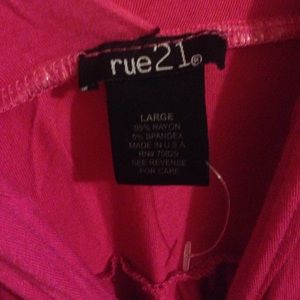 rue21®
LARGE
95% RAYON
5% SPANDEX
MADE IN U S A
RN# 70829
SEE REVERSE
FOR CARE